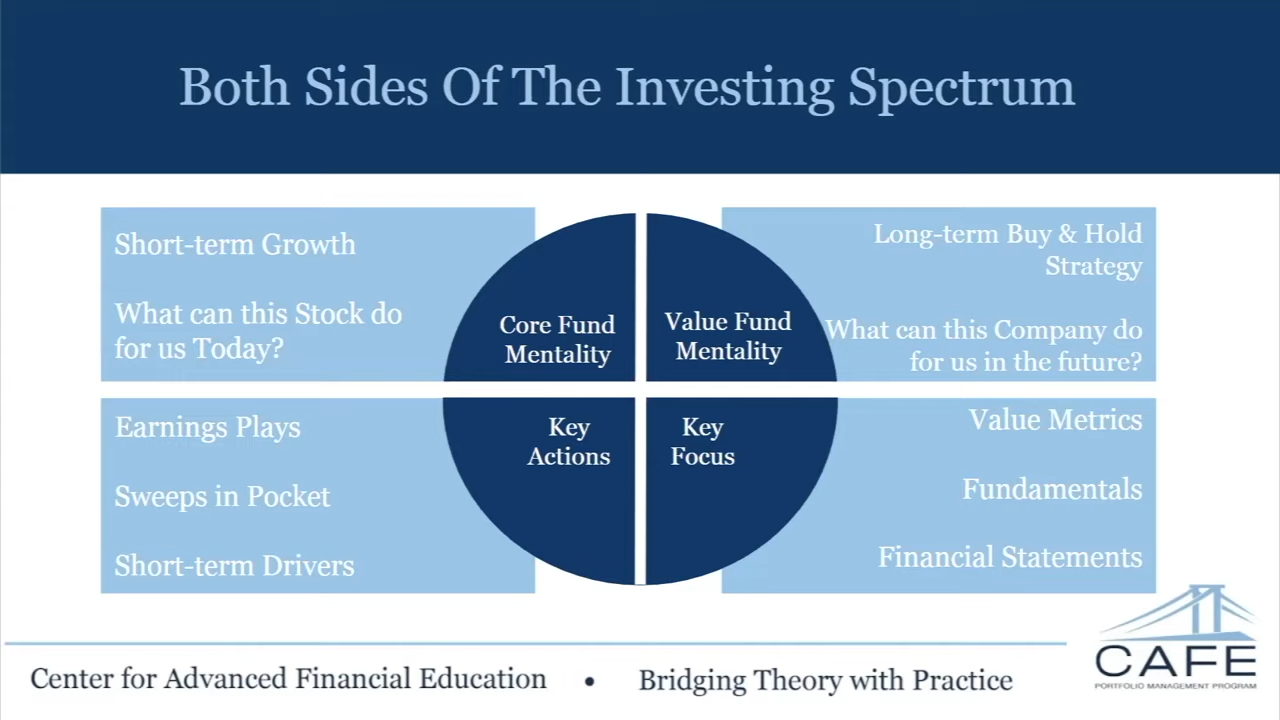 Both Sides Of The Investing Spectrum
Short-term Growth
What can this Stock do
for us Today?
Core Fund
Mentality
Value Fund
Mentality
Long-term Buy & Hold
Strategy
What can this Company do
for us in the future?
Earnings Plays
Sweeps in Pocket
Short-term Drivers
Key
Actions
Key
Focus
Value Metrics
Fundamentals
Financial Statements
Center for Advanced Financial Education • Bridging Theory with Practice
CAFE
PORTFOLIO MANAGEMENT PROGRAM